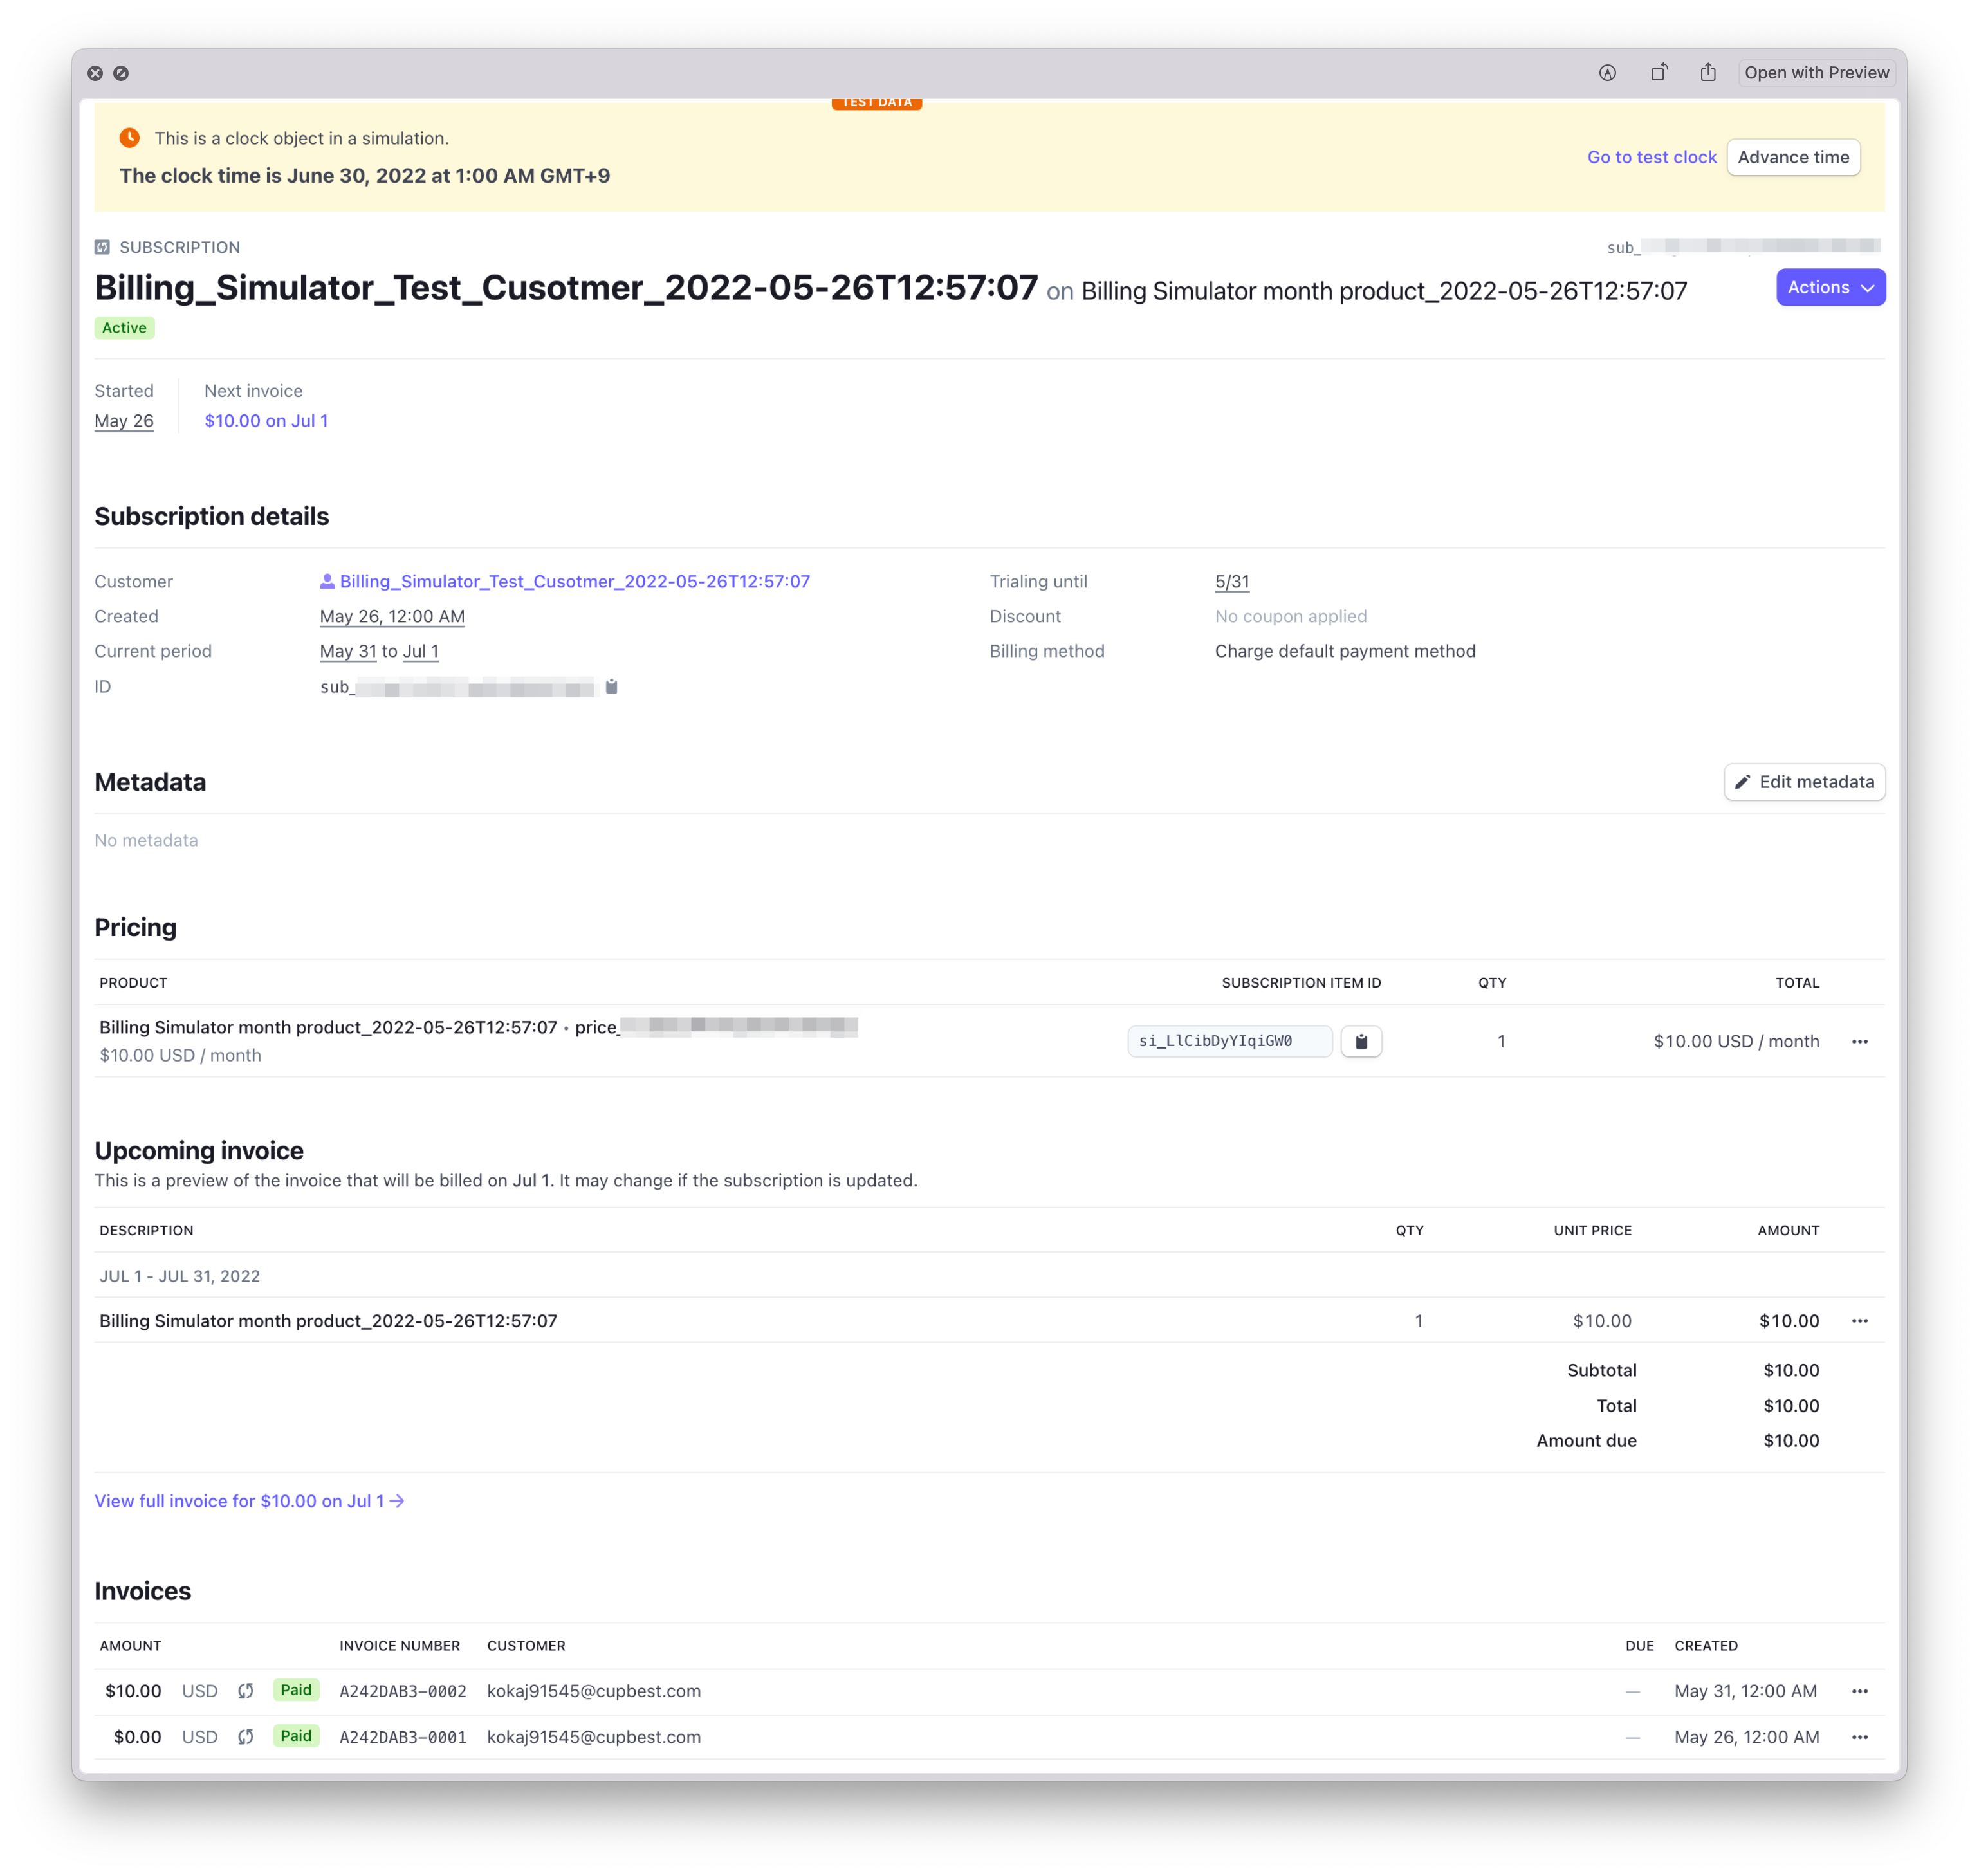 Open with Preview
TEST DATA
This is a clock object in a simulation.
The clock time is June 30, 2022 at 1:00 AM GMT+9
Go to test clock
Advance time
SUBSCRIPTION
sub_
Billing_Simulator_Test_Cusotmer_2022-05-26T12:57:07 on Billing Simulator month product_2022-05-26T12:57:07
Actions
Active
Started
Next invoice
May 26
$10.00 on Jul 1
Subscription details
Customer
Billing_Simulator_Test_Cusotmer_2022-05-26T12:57:07
Created
May 26, 12:00 AM
Current period
May 31 to Jul 1
ID
sub_
Trialing until
5/31
Discount
No coupon applied
Billing method
Charge default payment method
Metadata
Edit metadata
No metadata
Pricing
PRODUCT SUBSCRIPTION ITEM ID QTY TOTAL
Billing Simulator month product_2022-05-26T12:57:07 • price_
$10.00 USD / month
si_LlCibDyYIqiGW0
1
$10.00 USD / month
Upcoming invoice
This is a preview of the invoice that will be billed on Jul 1. It may change if the subscription is updated.
DESCRIPTION QTY UNIT PRICE AMOUNT
JUL 1 - JUL 31, 2022
Billing Simulator month product_2022-05-26T12:57:07 1 $10.00 $10.00
Subtotal $10.00
Total $10.00
Amount due $10.00
View full invoice for $10.00 on Jul 1 →
Invoices
AMOUNT INVOICE NUMBER CUSTOMER DUE CREATED
$10.00 USD Paid A242DAB3-0002 kokaj91545@cupbest.com — May 31, 12:00 AM
$0.00 USD Paid A242DAB3-0001 kokaj91545@cupbest.com — May 26, 12:00 AM